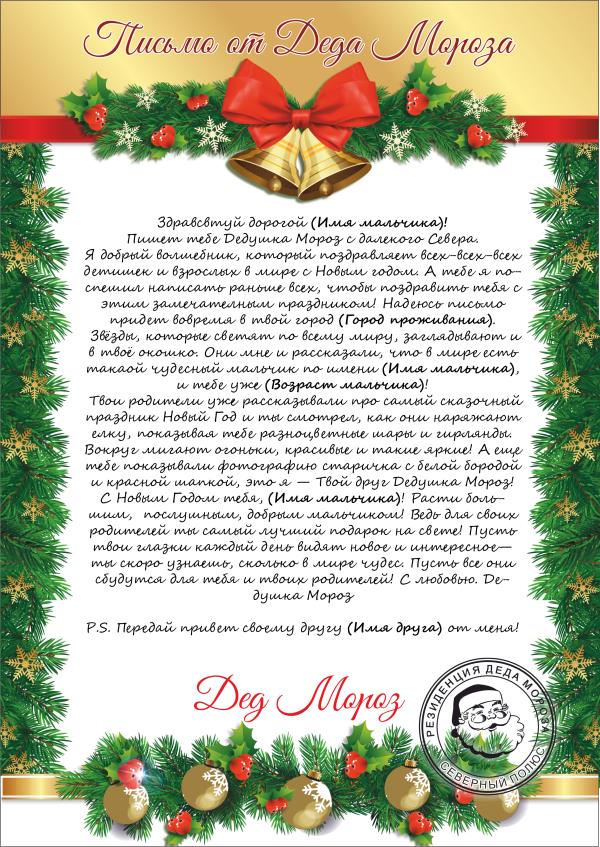 Письмо от Деда Мороза
Здравсвтуй дорогой (Имя мальчика)!
Пишет тебе Дедушка Мороз с далекого Севера.
Я добрый волшебник, который поздравляет всех-всех-всех
детишек и взрослых в мире с Новым годом. А тебе я по-
спешил написать раньше всех, чтобы поздравить тебя с
этим замечателным праздником! Надеюсь письмо
придет вовремя в твой город (Город проживания).
Звёзды, которые светят по всему миру, заглядывают и
в твоё окошко. Они мне и рассказали, что в мире есть
такаой чудесный мальчик по имени (Имя мальчика),
и тебе уже (Возраст мальчика)!
Твои родители уже рассказывали про самый сказочный
праздник Новый Год и ты смотрел, как они наряжают
елку, показывая тебе разноцветные шары и гирлянды.
Вокруг мигают огоньки, красивые и такие яркие! А еще
тебе показывали фотографию старичка с белой бородой
и красной шапкой, это я — Твой друг Дедушка Мороз!
С Новым Годом тебя, (Имя мальчика)! Расти боль-
шим, послушным, добрым мальчиком! Ведь для своих
родителей ты самый лучший подарок на свете! Пусть
твои глазки каждый день видят новое и интересное—
ты скоро узнаешь, сколько в мире чудес. Пусть все они
сбудутся для тебя и твоих родителей! С любовью. Де-
душка Мороз
P.S. Передай привет своему другу (Имя друга) от меня!
Дед Мороз
РЕЗИДЕНЦИЯ ДЕДА МОРОЗА
СЕВЕРНЫЙ ПОЛЮС